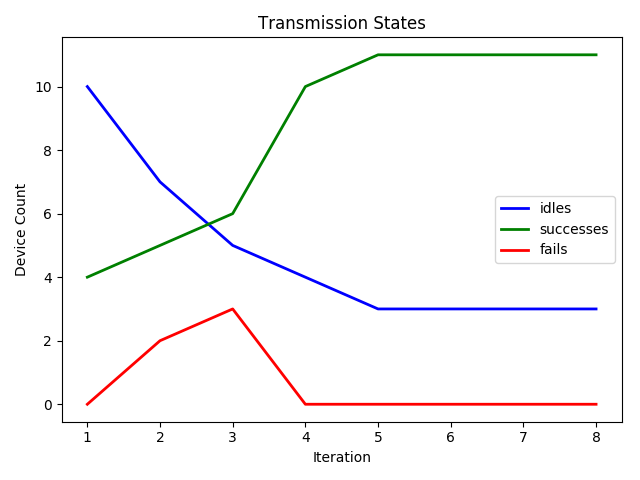 Transmission States
Device Count
10
8
6
4
2
0
idles
successes
fails
1 2 3 4 5 6 7 8
Iteration